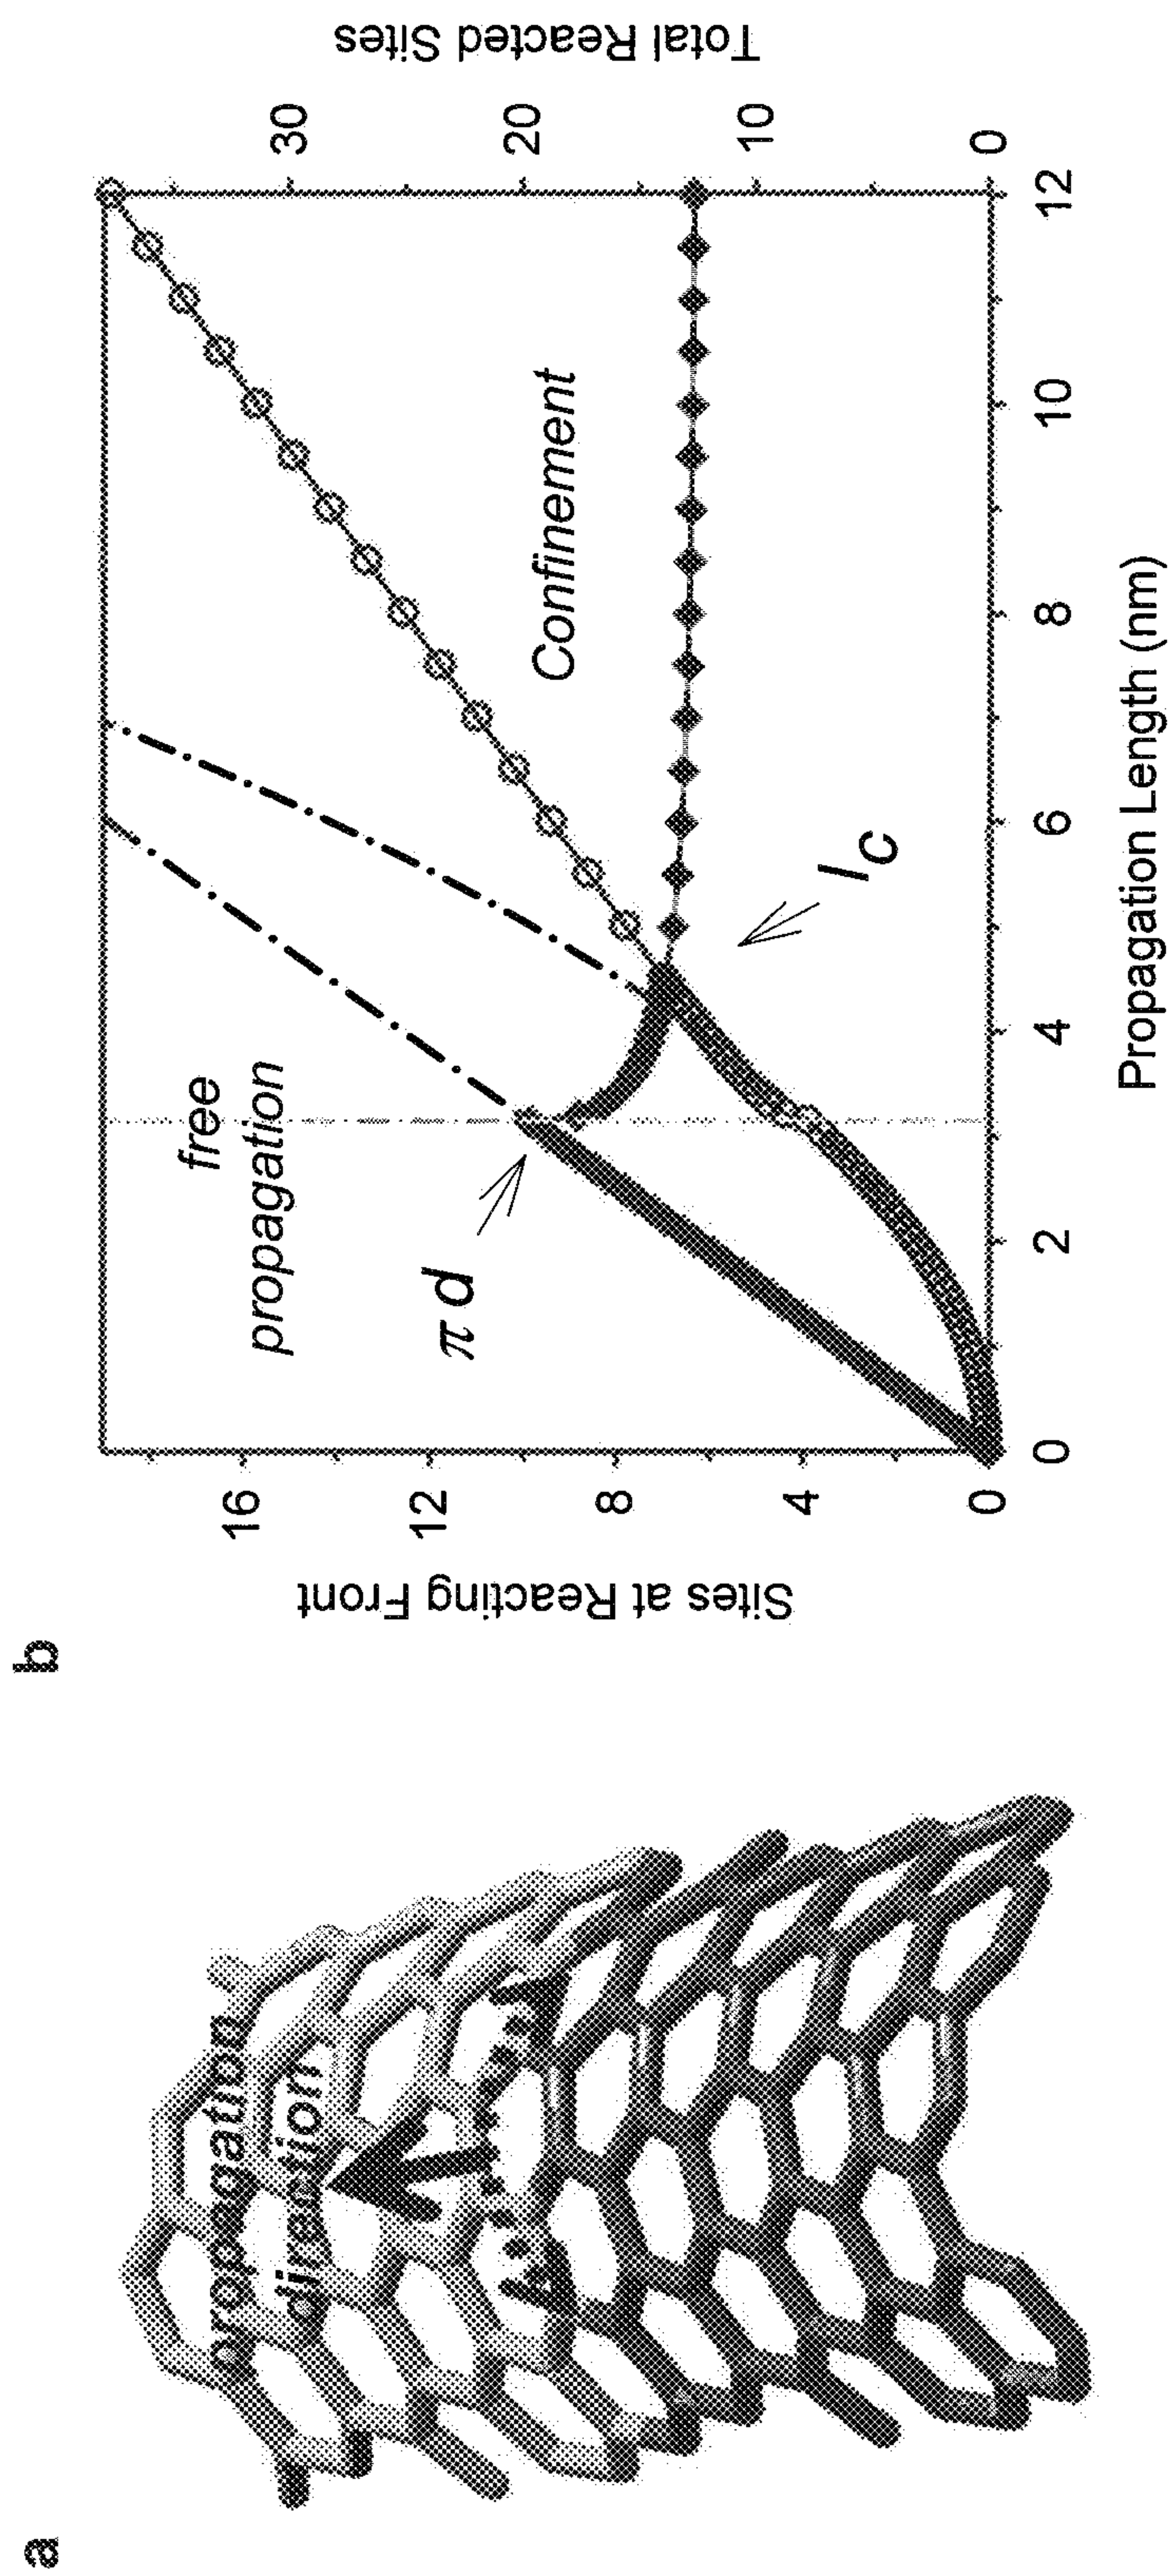 a
propagation
direction
b
Sites at Reacting Front
16
12
8
4
0
free
propagation
π d
Confinement
l c
30
20
10
0
Total Reacted Sites
0
2
4
6
8
10
12
Propagation Length (nm)